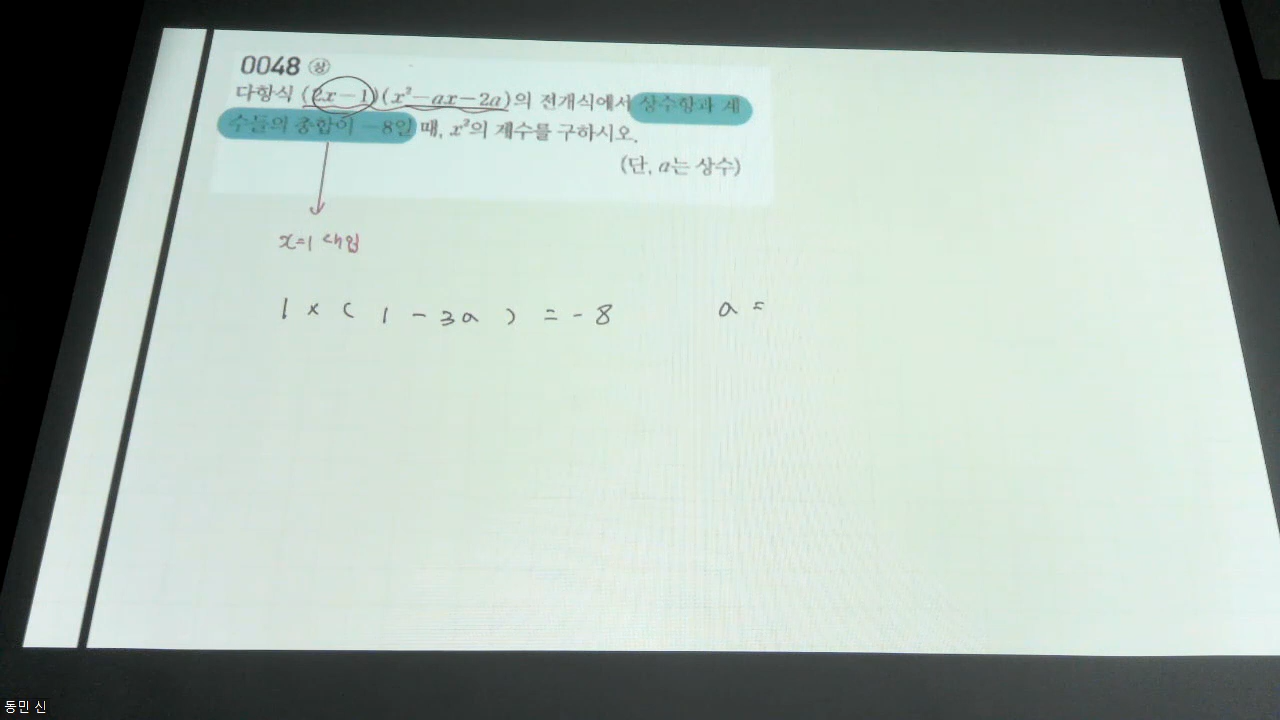 0048 상
다항식 (2x-1)(x²-ax-2a)의 전개식에서 상수항과 계
수들의 총합이 -8일 때, x²의 계수를 구하시오.
(단, a는 상수)
x=1 대입
1 × ( 1 - 3a ) = -8 a =
동민 신